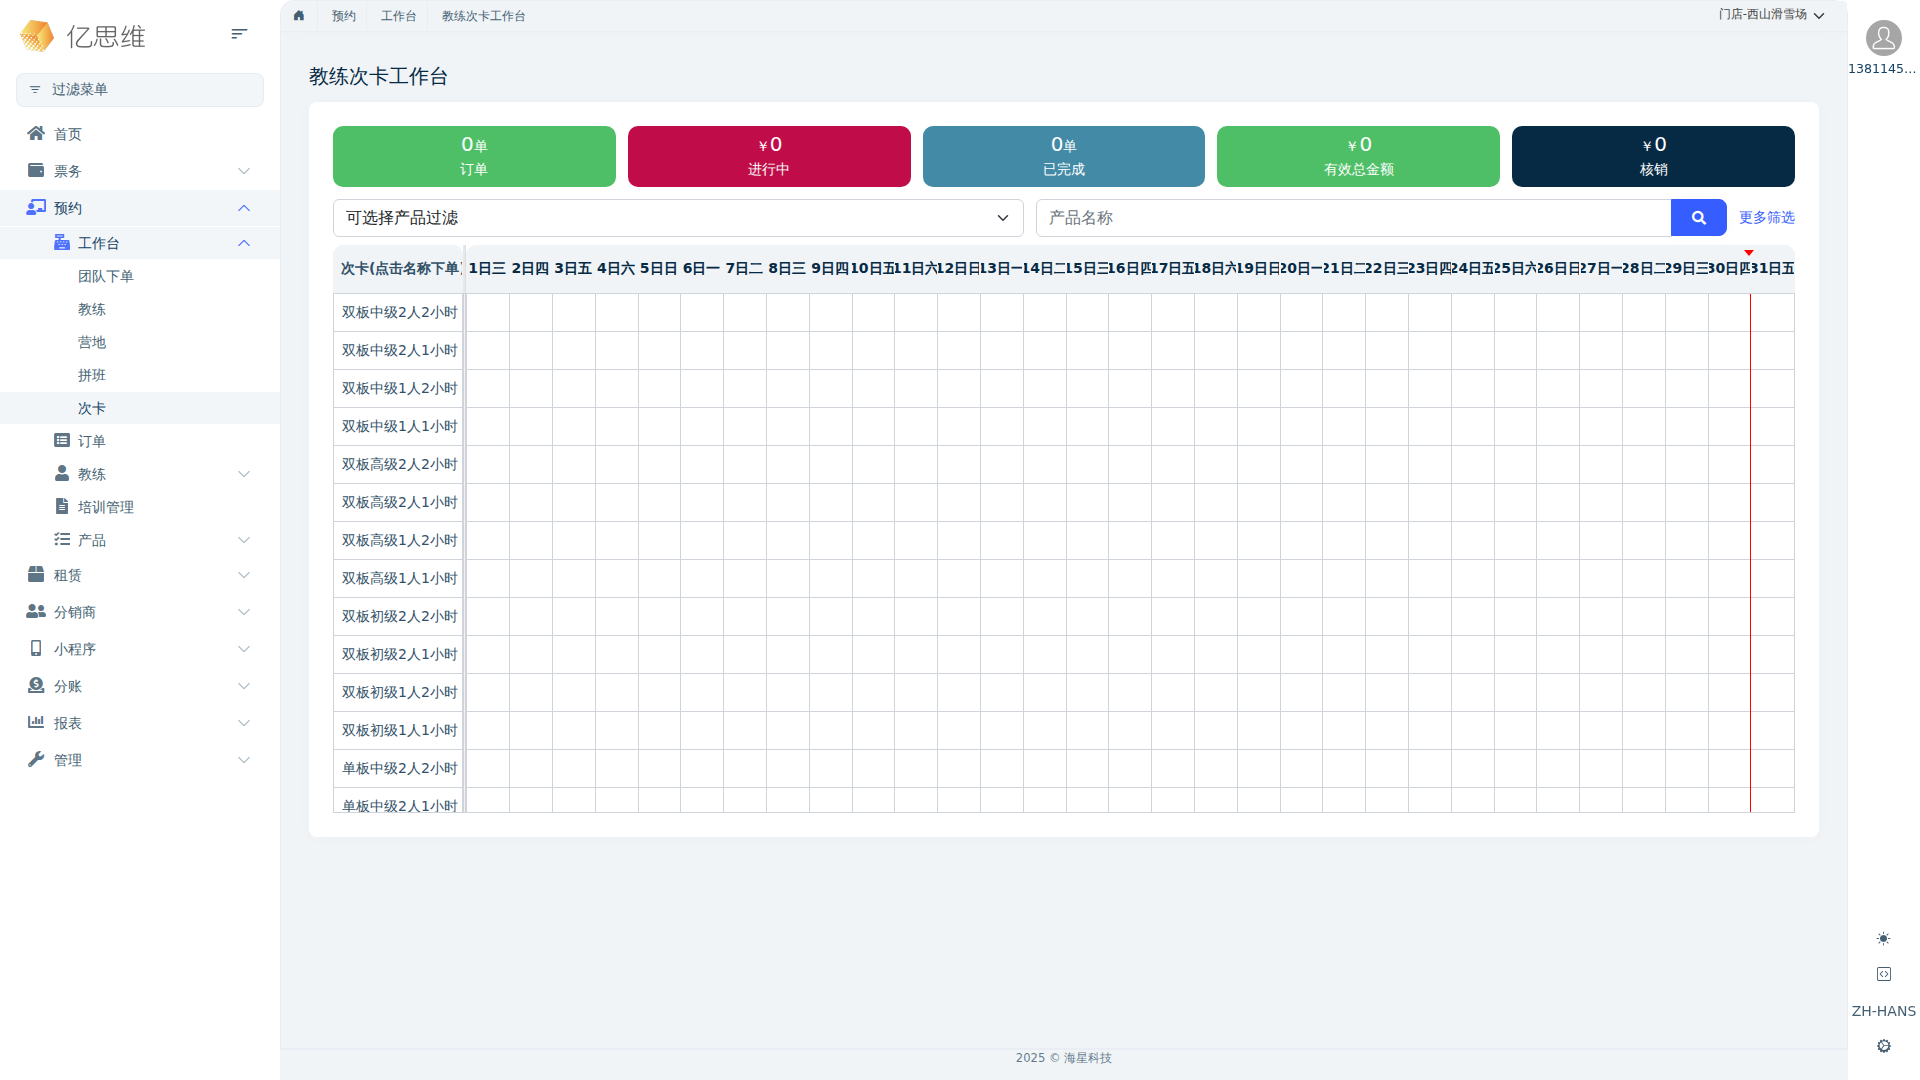 亿思维
过滤菜单
首页
票务
预约
工作台
团队下单
教练
营地
拼班
次卡
订单
教练
培训管理
产品
租赁
分销商
小程序
分账
报表
管理
预约 工作台 教练次卡工作台
门店-西山滑雪场
1381145...
教练次卡工作台
0单
订单
￥0
进行中
0单
已完成
￥0
有效总金额
￥0
核销
可选择产品过滤
产品名称
更多筛选
次卡(点击名称下单) 1日三 2日四 3日五 4日六 5日日 6日一 7日二 8日三 9日四 10日五 11日六 12日日 13日一 14日二 15日三 16日四 17日五 18日六 19日日 20日一 21日二 22日三 23日四 24日五 25日六 26日日 27日一 28日二 29日三 30日四 31日五
双板中级2人2小时
双板中级2人1小时
双板中级1人2小时
双板中级1人1小时
双板高级2人2小时
双板高级2人1小时
双板高级1人2小时
双板高级1人1小时
双板初级2人2小时
双板初级2人1小时
双板初级1人2小时
双板初级1人1小时
单板中级2人2小时
单板中级2人1小时
ZH-HANS
2025 © 海星科技